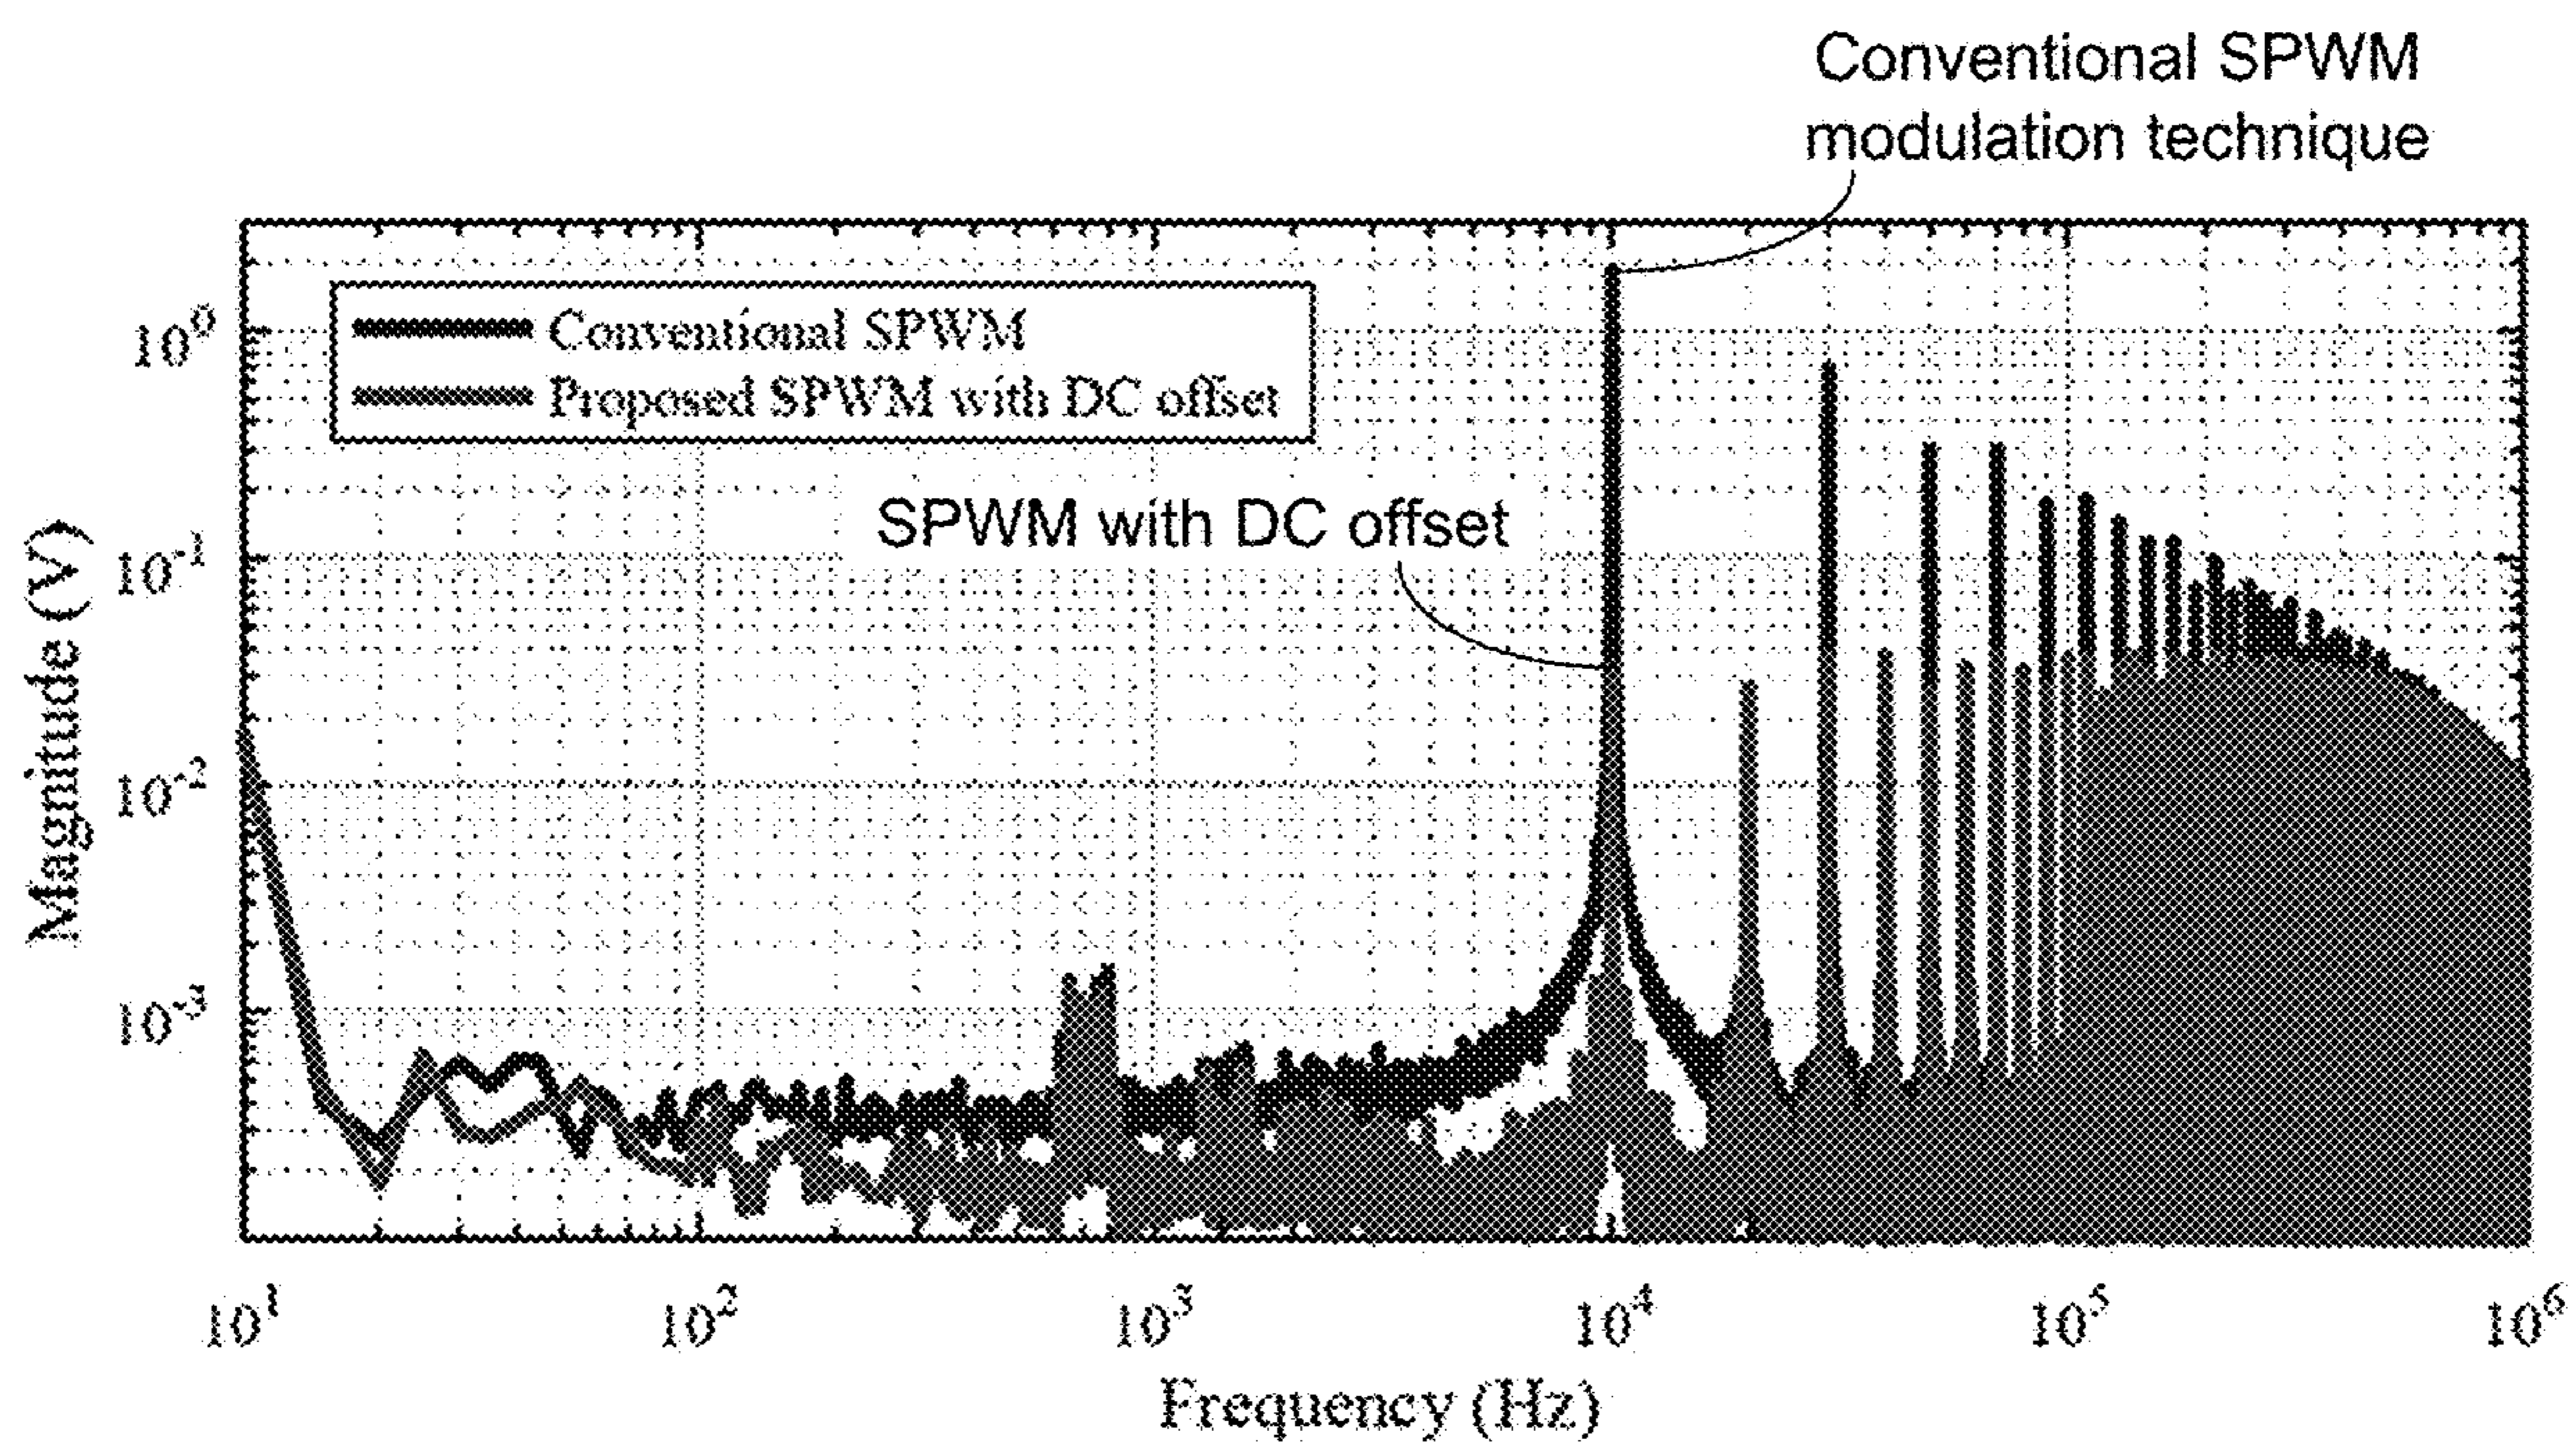 Conventional SPWM
modulation technique
Conventional SPWM
Proposed SPWM with DC offset
SPWM with DC offset
Magnitude (V)
10^0
10^-1
10^-2
10^-3
10^1 10^2 10^3 10^4 10^5 10^6
Frequency (Hz)